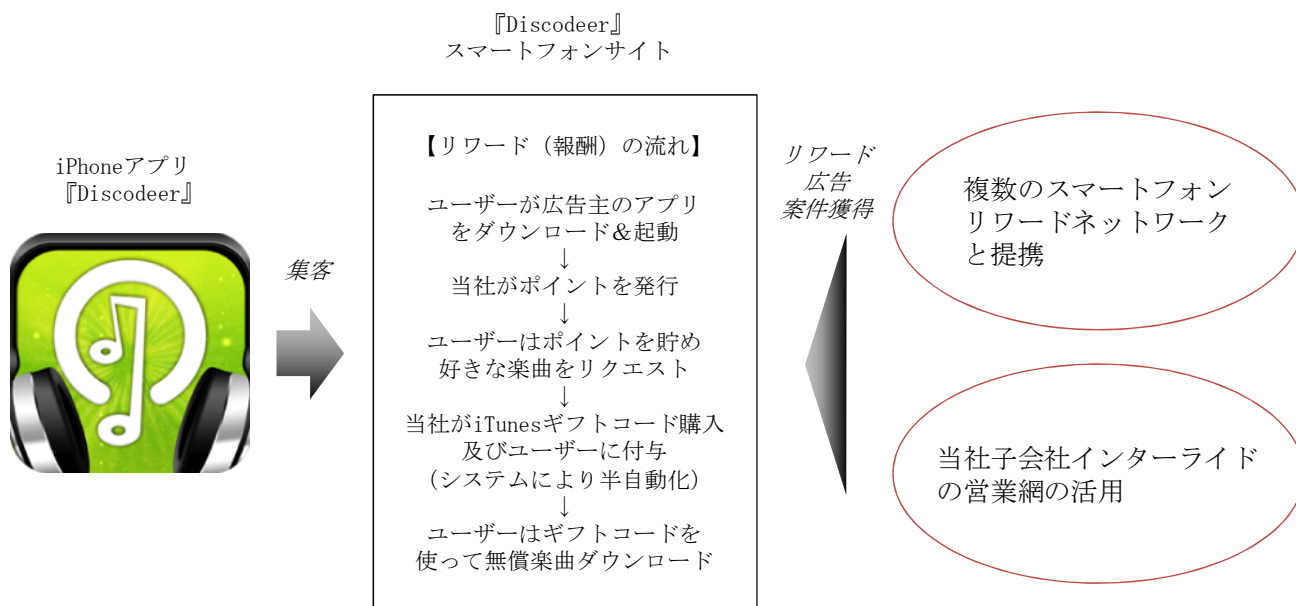 『Discodeer』
スマートフォンサイト
iPhoneアプリ
『Discodeer』
集客
【リワード（報酬）の流れ】
ユーザーが広告主のアプリ
をダウンロード＆起動
↓
当社がポイントを発行
↓
ユーザーはポイントを貯め
好きな楽曲をリクエスト
↓
当社がiTunesギフトコード購入
及びユーザーに付与
（システムにより半自動化）
↓
ユーザーはギフトコードを
使って無償楽曲ダウンロード
リワード
広告
案件獲得
複数のスマートフォン
リワードネットワーク
と提携
当社子会社インターライド
の営業網の活用